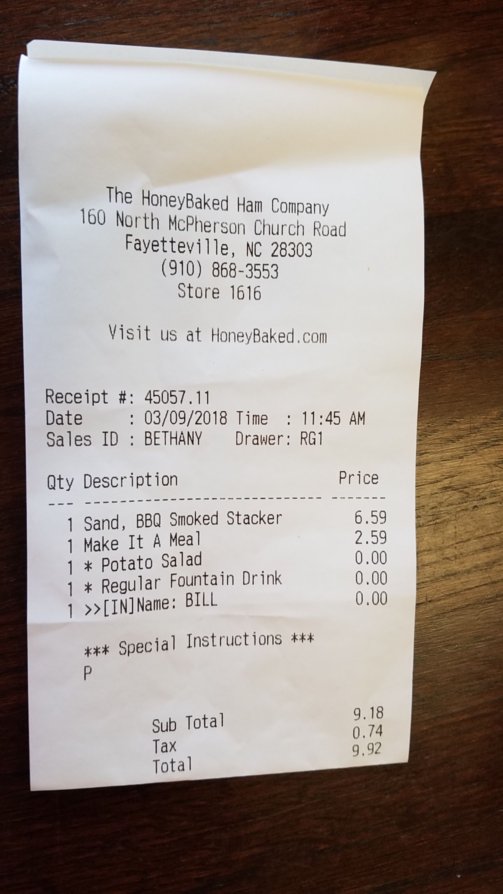 The HoneyBaked Ham Company
160 North McPherson Church Road
Fayetteville, NC 28303
(910) 868-3553
Store 1616
Visit us at HoneyBaked.com
Receipt #: 45057.11
Date : 03/09/2018 Time : 11:45 AM
Sales ID : BETHANY Drawer: RG1
Qty Description Price
--- ------------------------------ -------
1 Sand, BBQ Smoked Stacker 6.59
1 Make It A Meal 2.59
1 * Potato Salad 0.00
1 * Regular Fountain Drink 0.00
1 >>[IN]Name: BILL 0.00
*** Special Instructions ***
P
Sub Total 9.18
Tax 0.74
Total 9.92